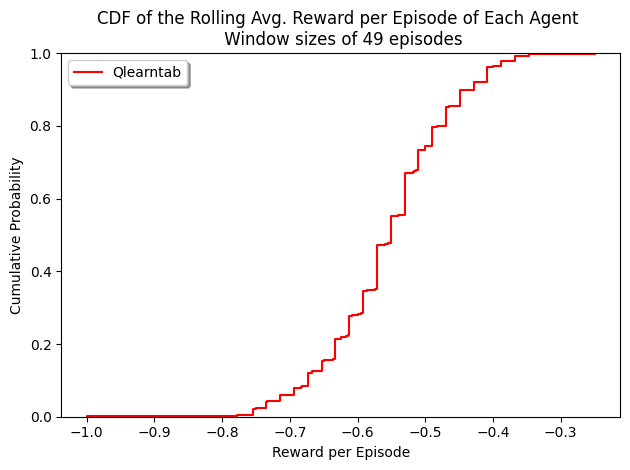 CDF of the Rolling Avg. Reward per Episode of Each Agent
Window sizes of 49 episodes
Qlearntab
Cumulative Probability
1.0
0.8
0.6
0.4
0.2
0.0
−1.0 −0.9 −0.8 −0.7 −0.6 −0.5 −0.4 −0.3
Reward per Episode